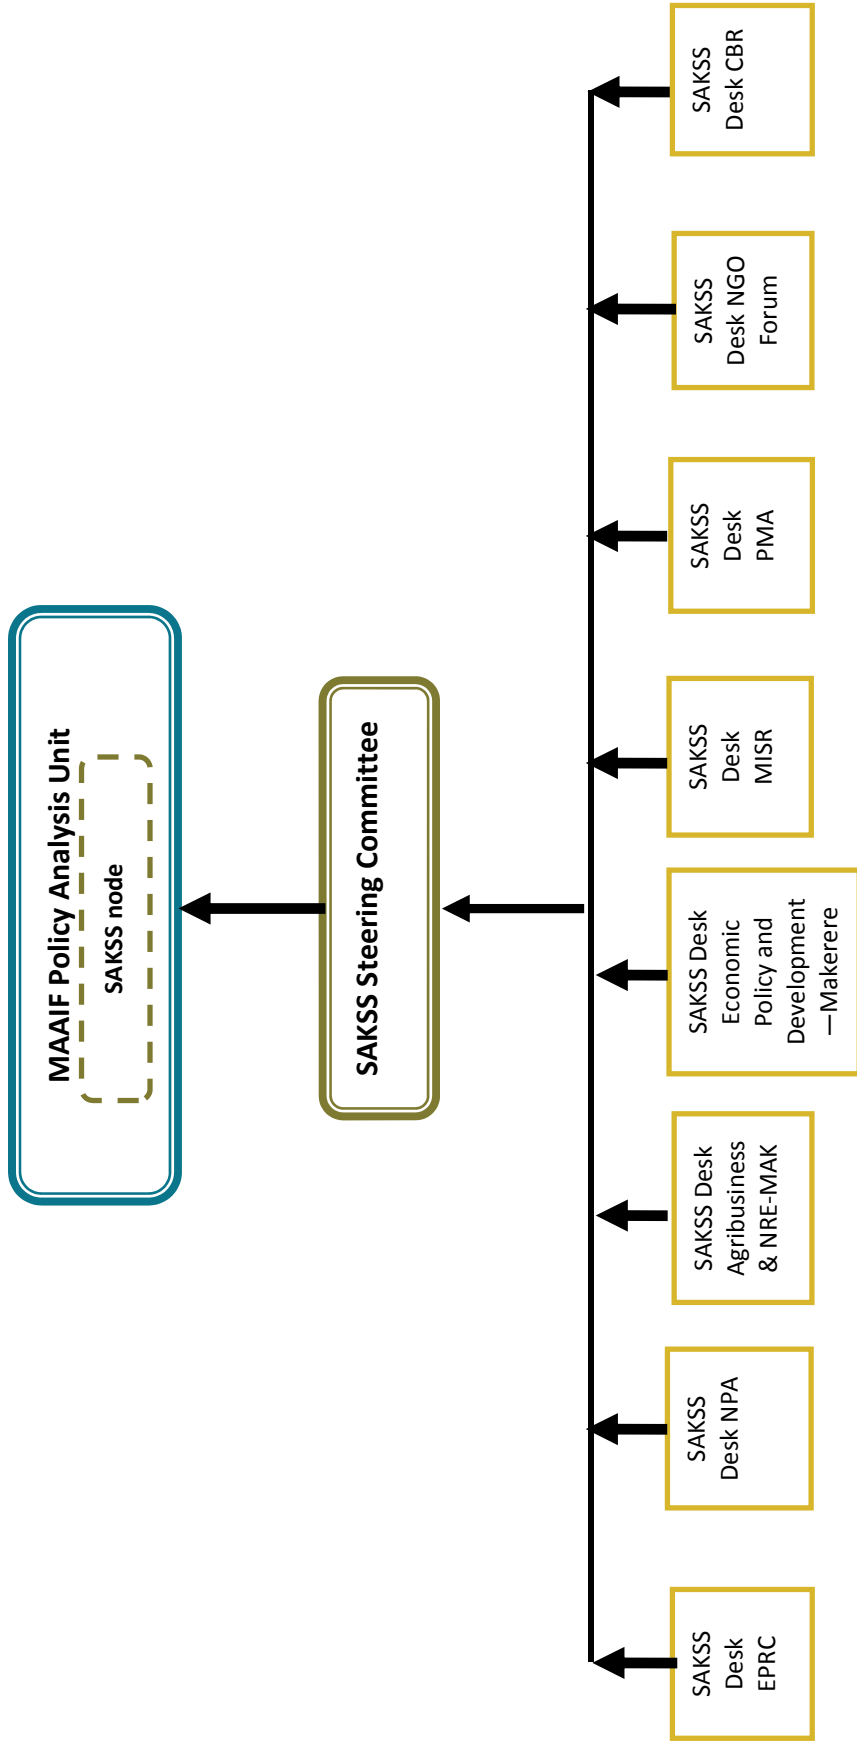 MAAIF Policy Analysis Unit
SAKSS node
SAKSS Steering Committee
SAKSS
Desk
EPRC
SAKSS
Desk NPA
SAKSS Desk
Agribusiness
& NRE-MAK
SAKSS Desk
Economic
Policy and
Development
—Makerere
SAKSS
Desk
MISR
SAKSS
Desk
PMA
SAKSS
Desk NGO
Forum
SAKSS
Desk CBR